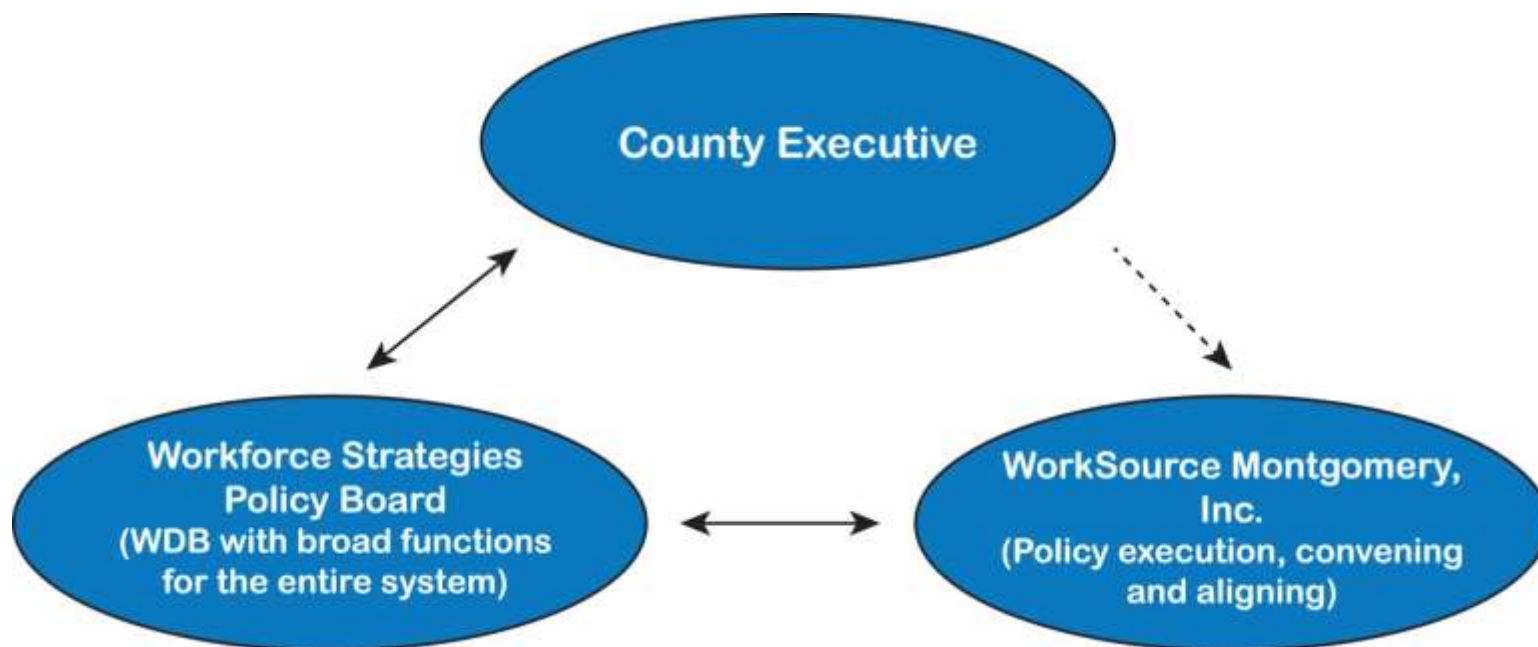 County Executive
Workforce Strategies
Policy Board
(WDB with broad functions
for the entire system)
WorkSource Montgomery,
Inc.
(Policy execution, convening
and aligning)